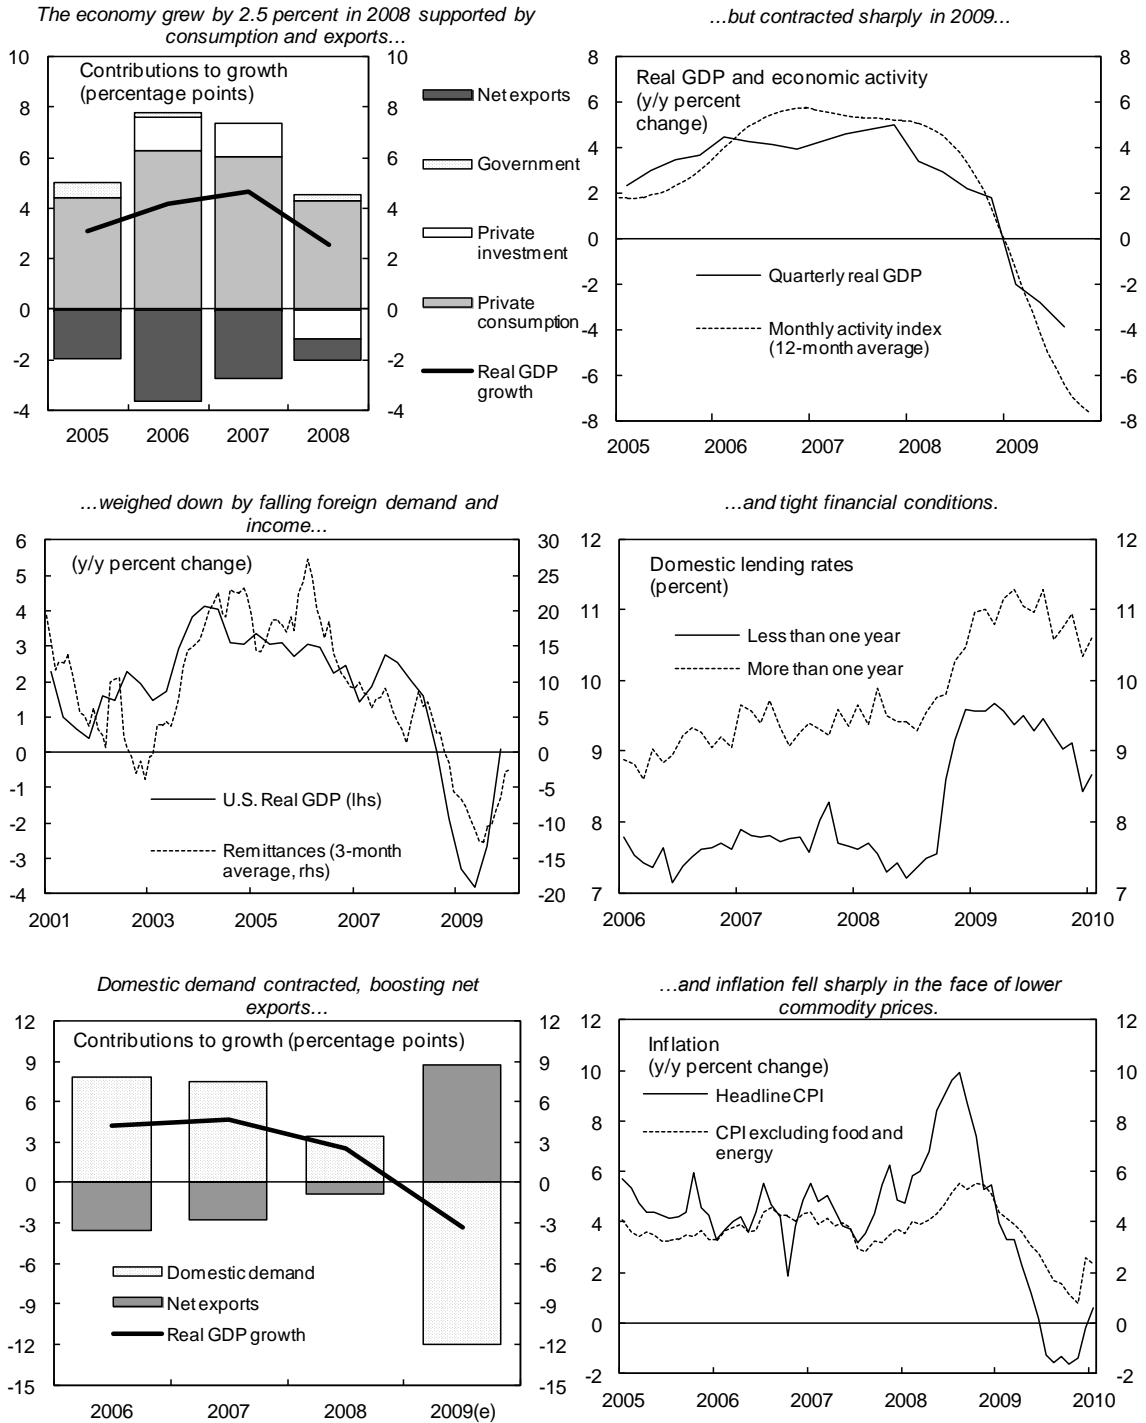 The economy grew by 2.5 percent in 2008 supported by
consumption and exports…
10
8
6
4
2
0
-2
-4
Contributions to growth
(percentage points)
10
8
6
4
2
0
-2
-4
2005 2006 2007 2008
Net exports
Government
Private
investment
Private
consumption
Real GDP
growth
…but contracted sharply in 2009…
8
6
4
2
0
-2
-4
-6
-8
Real GDP and economic activity
(y/y percent
change)
Quarterly real GDP
Monthly activity index
(12-month average)
8
6
4
2
0
-2
-4
-6
-8
2005 2006 2007 2008 2009
…weighed down by falling foreign demand and
income…
6
5
4
3
2
1
0
-1
-2
-3
-4
(y/y percent change)
U.S. Real GDP (lhs)
Remittances (3-month
average, rhs)
30
25
20
15
10
5
0
-5
-10
-15
-20
2001 2003 2005 2007 2009
…and tight financial conditions.
12
11
10
9
8
7
Domestic lending rates
(percent)
Less than one year
More than one year
12
11
10
9
8
7
2006 2007 2008 2009 2010
Domestic demand contracted, boosting net
exports…
12
9
6
3
0
-3
-6
-9
-12
-15
Contributions to growth (percentage points)
Domestic demand
Net exports
Real GDP growth
12
9
6
3
0
-3
-6
-9
-12
-15
2006 2007 2008 2009(e)
…and inflation fell sharply in the face of lower
commodity prices.
12
10
8
6
4
2
0
-2
Inflation
(y/y percent change)
Headline CPI
CPI excluding food and
energy
12
10
8
6
4
2
0
-2
2005 2006 2007 2008 2009 2010